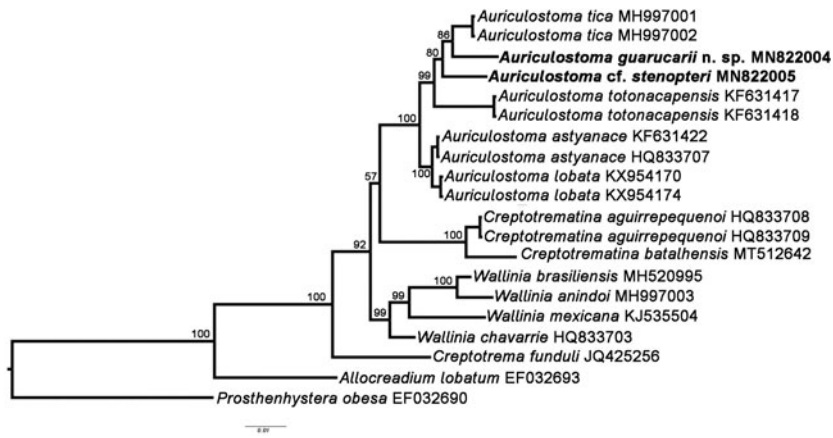 Auriculostoma tica MH997001
Auriculostoma tica MH997002
86
Auriculostoma guarucarii n. sp. MN822004
80
Auriculostoma cf. stenopteri MN822005
99
Auriculostoma totonacapensis KF631417
Auriculostoma totonacapensis KF631418
100
Auriculostoma astyanace KF631422
Auriculostoma astyanace HQ833707
100
Auriculostoma lobata KX954170
Auriculostoma lobata KX954174
57
Creptotrematina aguirrepequenoi HQ833708
100
Creptotrematina aguirrepequenoi HQ833709
92
Creptotrematina batalhensis MT512642
100
Wallinia brasiliensis MH520995
99
Wallinia anindoi MH997003
100
99
Wallinia mexicana KJ535504
Wallinia chavarrie HQ833703
100
Creptotrema funduli JQ425256
Allocreadium lobatum EF032693
Prosthenhystera obesa EF032690